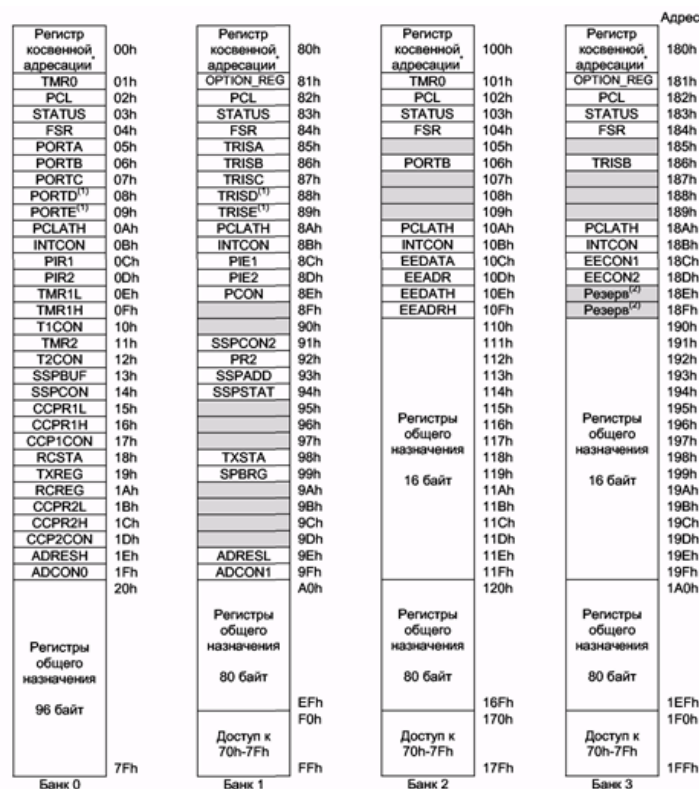 Адрес
Регистр косвенной адресации* 00h
TMR0 01h
PCL 02h
STATUS 03h
FSR 04h
PORTA 05h
PORTB 06h
PORTC 07h
PORTD(1) 08h
PORTE(1) 09h
PCLATH 0Ah
INTCON 0Bh
PIR1 0Ch
PIR2 0Dh
TMR1L 0Eh
TMR1H 0Fh
T1CON 10h
TMR2 11h
T2CON 12h
SSPBUF 13h
SSPCON 14h
CCPR1L 15h
CCPR1H 16h
CCP1CON 17h
RCSTA 18h
TXREG 19h
RCREG 1Ah
CCPR2L 1Bh
CCPR2H 1Ch
CCP2CON 1Dh
ADRESH 1Eh
ADCON0 1Fh
20h
Регистры
общего
назначения
96 байт
7Fh
Банк 0
Регистр косвенной адресации* 80h
OPTION_REG 81h
PCL 82h
STATUS 83h
FSR 84h
TRISA 85h
TRISB 86h
TRISC 87h
TRISD(1) 88h
TRISE(1) 89h
PCLATH 8Ah
INTCON 8Bh
PIE1 8Ch
PIE2 8Dh
PCON 8Eh
8Fh
90h
SSPCON2 91h
PR2 92h
SSPADD 93h
SSPSTAT 94h
95h
96h
97h
TXSTA 98h
SPBRG 99h
9Ah
9Bh
9Ch
9Dh
ADRESL 9Eh
ADCON1 9Fh
A0h
Регистры
общего
назначения
80 байт
EFh
F0h
Доступ к
70h-7Fh
FFh
Банк 1
Регистр косвенной адресации* 100h
TMR0 101h
PCL 102h
STATUS 103h
FSR 104h
105h
PORTB 106h
107h
108h
109h
PCLATH 10Ah
INTCON 10Bh
EEDATA 10Ch
EEADR 10Dh
EEDATH 10Eh
EEADRH 10Fh
110h
111h
112h
113h
114h
Регистры 115h
общего 116h
назначения 117h
118h
16 байт 119h
11Ah
11Bh
11Ch
11Dh
11Eh
11Fh
120h
Регистры
общего
назначения
80 байт
16Fh
170h
Доступ к
70h-7Fh
17Fh
Банк 2
Регистр косвенной адресации* 180h
OPTION_REG 181h
PCL 182h
STATUS 183h
FSR 184h
185h
TRISB 186h
187h
188h
189h
PCLATH 18Ah
INTCON 18Bh
EECON1 18Ch
EECON2 18Dh
Резерв(2) 18Eh
Резерв(2) 18Fh
190h
191h
192h
193h
194h
Регистры 195h
общего 196h
назначения 197h
198h
16 байт 199h
19Ah
19Bh
19Ch
19Dh
19Eh
19Fh
1A0h
Регистры
общего
назначения
80 байт
1EFh
1F0h
Доступ к
70h-7Fh
1FFh
Банк 3